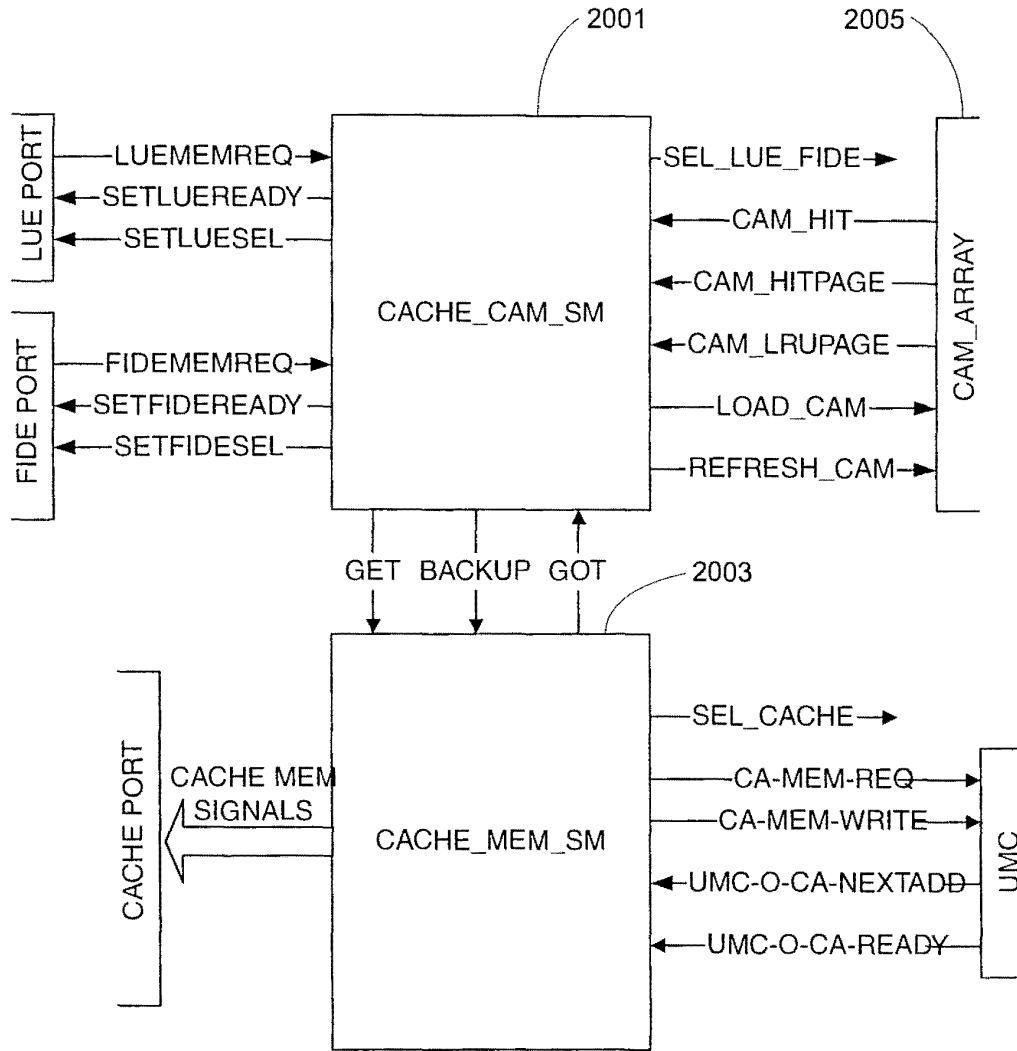 2001
2005
LUE PORT
LUEMEMREQ
SETLUEREADY
SETLUESEL
FIDE PORT
FIDEMEMREQ
SETFIDEREADY
SETFIDESEL
CACHE_CAM_SM
SEL_LUE_FIDE
CAM_HIT
CAM_HITPAGE
CAM_LRUPAGE
LOAD_CAM
REFRESH_CAM
CAM_ARRAY
GET
BACKUP
GOT
2003
CACHE PORT
CACHE MEM
SIGNALS
CACHE_MEM_SM
SEL_CACHE
CA-MEM-REQ
CA-MEM-WRITE
UMC-O-CA-NEXTADD
UMC-O-CA-READY
UMC